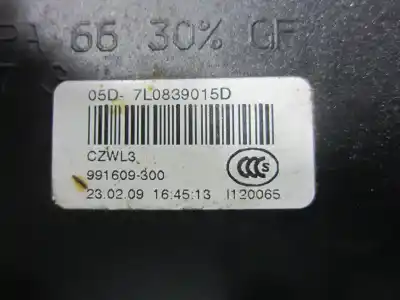 PA 66 30% GF
05D- 7L0839015D
CZWL3
991609-300
S
23.02.09 16:45:13 I120065